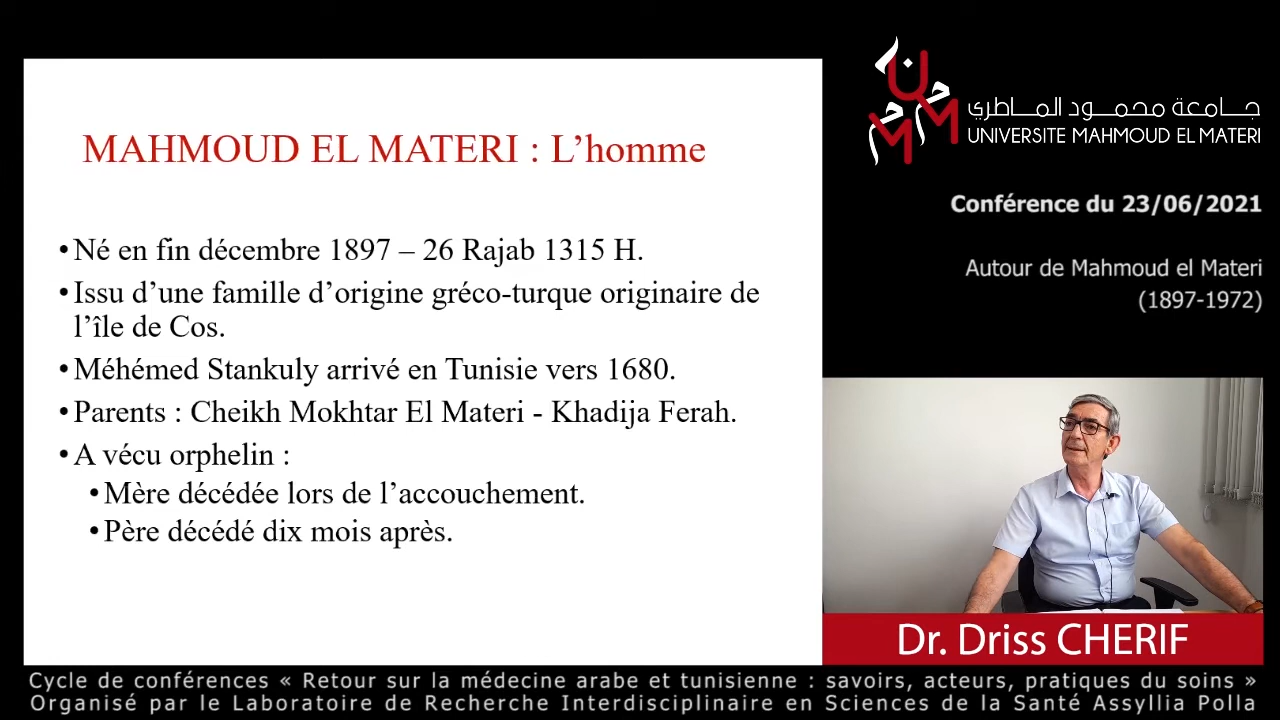 MAHMOUD EL MATERI : L’homme
•Né en fin décembre 1897 – 26 Rajab 1315 H.
•Issu d’une famille d’origine gréco-turque originaire de
l’île de Cos.
•Méhémed Stankuly arrivé en Tunisie vers 1680.
•Parents : Cheikh Mokhtar El Materi - Khadija Ferah.
•A vécu orphelin :
•Mère décédée lors de l’accouchement.
•Père décédé dix mois après.
جامعة محمود الماطري
UNIVERSITE MAHMOUD EL MATERI
Conférence du 23/06/2021
Autour de Mahmoud el Materi
(1897-1972)
Dr. Driss CHERIF
Cycle de conférences « Retour sur la médecine arabe et tunisienne : savoirs, acteurs, pratiques du soins »
Organisé par le Laboratoire de Recherche Interdisciplinaire en Sciences de la Santé Assyllia Polla